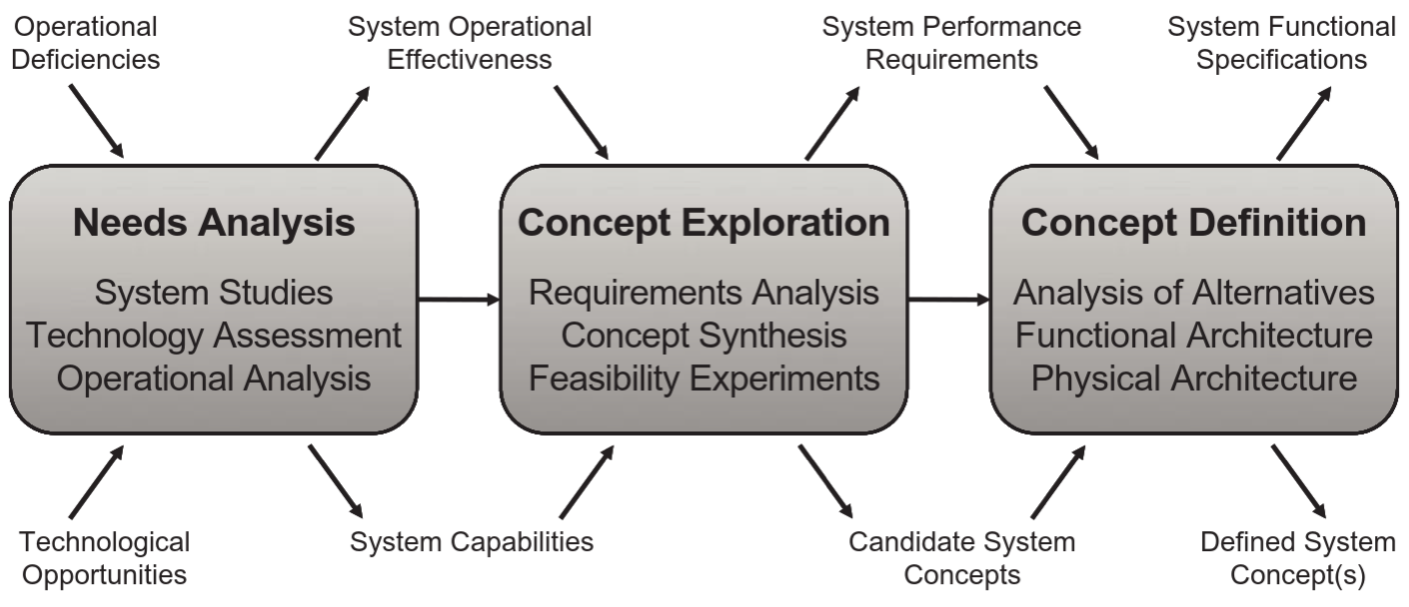 Operational
Deficiencies
System Operational
Effectiveness
System Performance
Requirements
System Functional
Specifications
Needs Analysis
System Studies
Technology Assessment
Operational Analysis
Concept Exploration
Requirements Analysis
Concept Synthesis
Feasibility Experiments
Concept Definition
Analysis of Alternatives
Functional Architecture
Physical Architecture
Technological
Opportunities
System Capabilities
Candidate System
Concepts
Defined System
Concept(s)